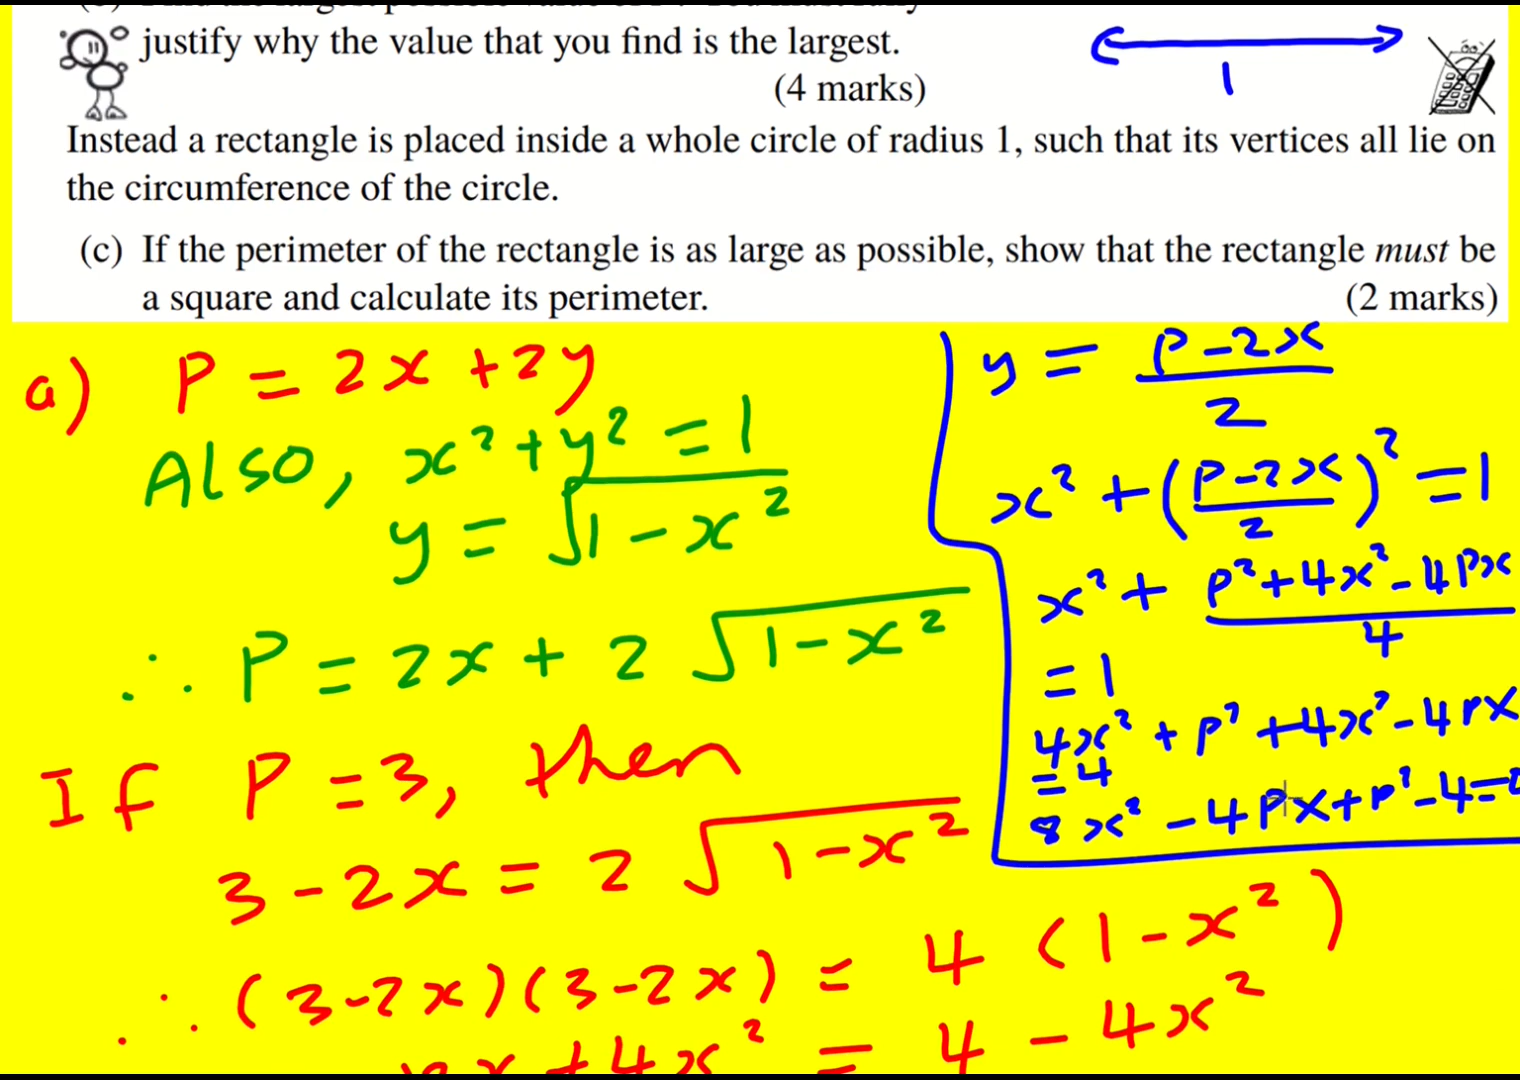 justify why the value that you find is the largest.
(4 marks)
1
Instead a rectangle is placed inside a whole circle of radius 1, such that its vertices all lie on
the circumference of the circle.
(c) If the perimeter of the rectangle is as large as possible, show that the rectangle must be
a square and calculate its perimeter.
(2 marks)
a) P = 2x + 2y
Also, x² + y² = 1
y = √(1 - x²)
∴ P = 2x + 2 √(1 - x²)
If P = 3, then
3 - 2x = 2 √(1 - x²)
∴ (3-2x)(3-2x) = 4 (1 - x²)
+ 4x² = 4 - 4x²
y = (P-2x)/2
x² + (P-2x/2)² = 1
x² + (P² + 4x² - 4Px)/4
= 1
4x² + P² + 4x² - 4Px
= 4
8x² - 4Px + P² - 4 = 0